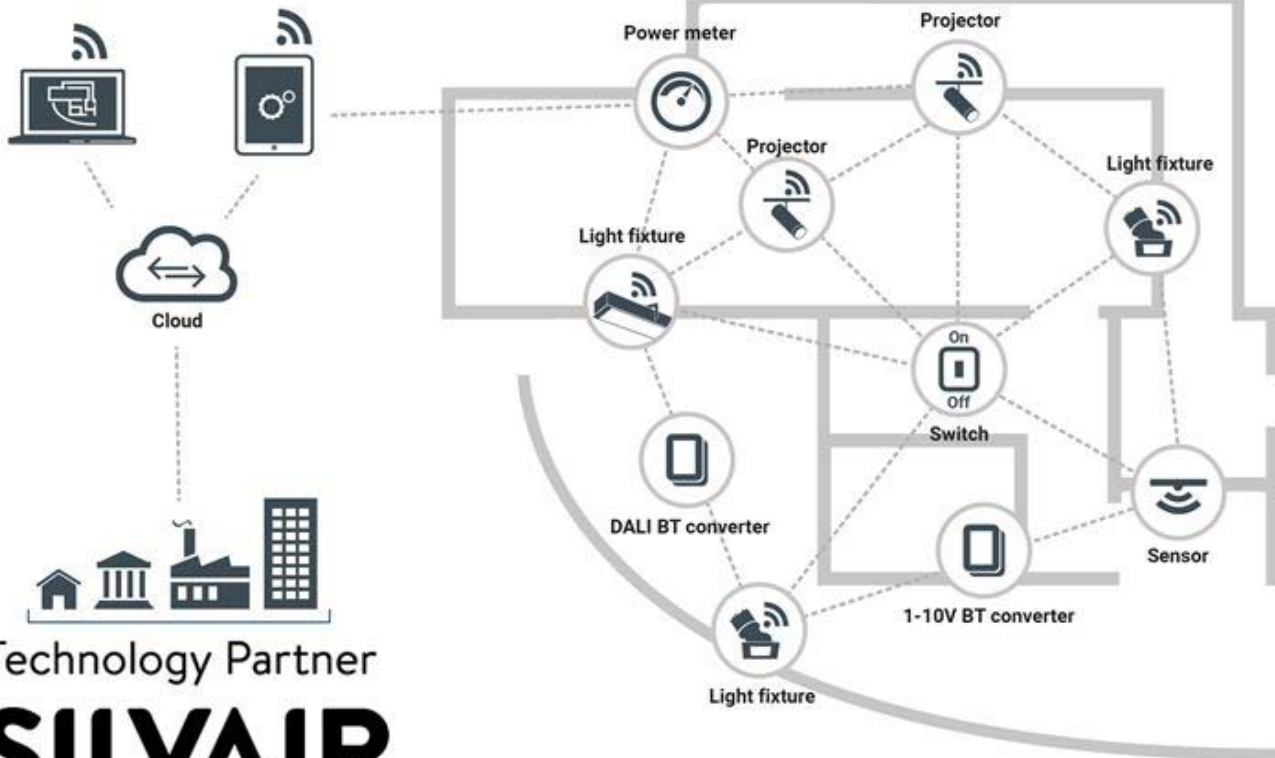 Projector
Power meter
Projector
Light fixture
Light fixture
Cloud
On
Off
Switch
DALI BT converter
Sensor
1-10V BT converter
Light fixture
Technology Partner
SILVAIR